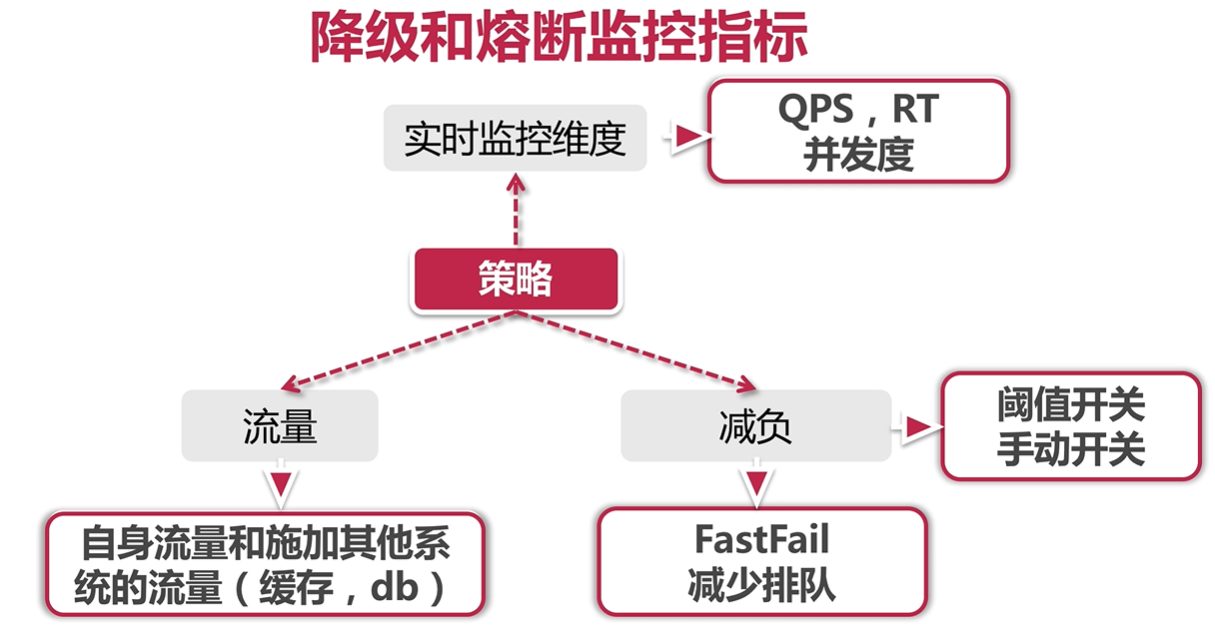 降级和熔断监控指标
实时监控维度
QPS，RT
并发度
策略
流量
减负
阈值开关
手动开关
自身流量和施加其他系
统的流量（缓存，db）
FastFail
减少排队